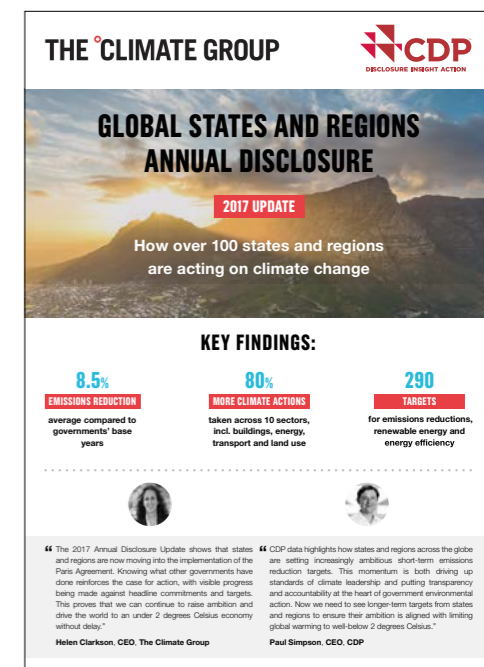 THE °CLIMATE GROUP
CDP
DISCLOSURE INSIGHT ACTION
GLOBAL STATES AND REGIONS
ANNUAL DISCLOSURE
2017 UPDATE
How over 100 states and regions
are acting on climate change
KEY FINDINGS:
8.5%
EMISSIONS REDUCTION
average compared to
governments' base
years
80%
MORE CLIMATE ACTIONS
taken across 10 sectors,
incl. buildings, energy,
transport and land use
290
TARGETS
for emissions reductions,
renewable energy and
energy efficiency
“ The 2017 Annual Disclosure Update shows that states
and regions are now moving into the implementation of the
Paris Agreement. Knowing what other governments have
done reinforces the case for action, with visible progress
being made against headline commitments and targets.
This proves that we can continue to raise ambition and
drive the world to an under 2 degrees Celsius economy
without delay.”
Helen Clarkson, CEO, The Climate Group
“ CDP data highlights how states and regions across the globe
are setting increasingly ambitious short-term emissions
reduction targets. This momentum is both driving up
standards of climate leadership and putting transparency
and accountability at the heart of government environmental
action. Now we need to see longer-term targets from states
and regions to ensure their ambition is aligned with limiting
global warming to well-below 2 degrees Celsius.”
Paul Simpson, CEO, CDP